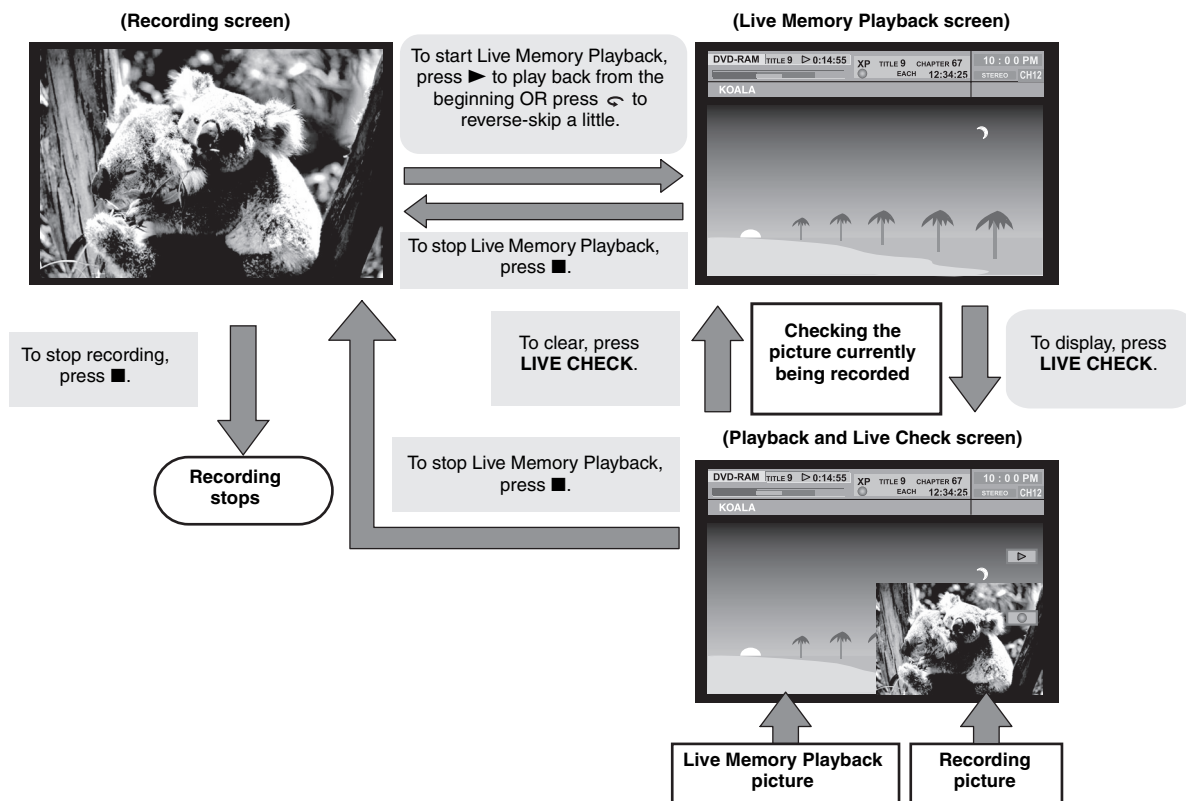 (Recording screen)
To start Live Memory Playback,
press ► to play back from the
beginning OR press ⤺ to
reverse-skip a little.
(Live Memory Playback screen)
DVD-RAM TITLE 9 ▷ 0:14:55 XP TITLE 9 CHAPTER 67 10 : 0 0 PM
EACH 12:34:25 STEREO CH12
KOALA
To stop Live Memory Playback,
press ■.
To stop recording,
press ■.
Recording
stops
To clear, press
LIVE CHECK.
Checking the
picture currently
being recorded
To display, press
LIVE CHECK.
To stop Live Memory Playback,
press ■.
(Playback and Live Check screen)
DVD-RAM TITLE 9 ▷ 0:14:55 XP TITLE 9 CHAPTER 67 10 : 0 0 PM
EACH 12:34:25 STEREO CH12
KOALA
Live Memory Playback
picture
Recording
picture